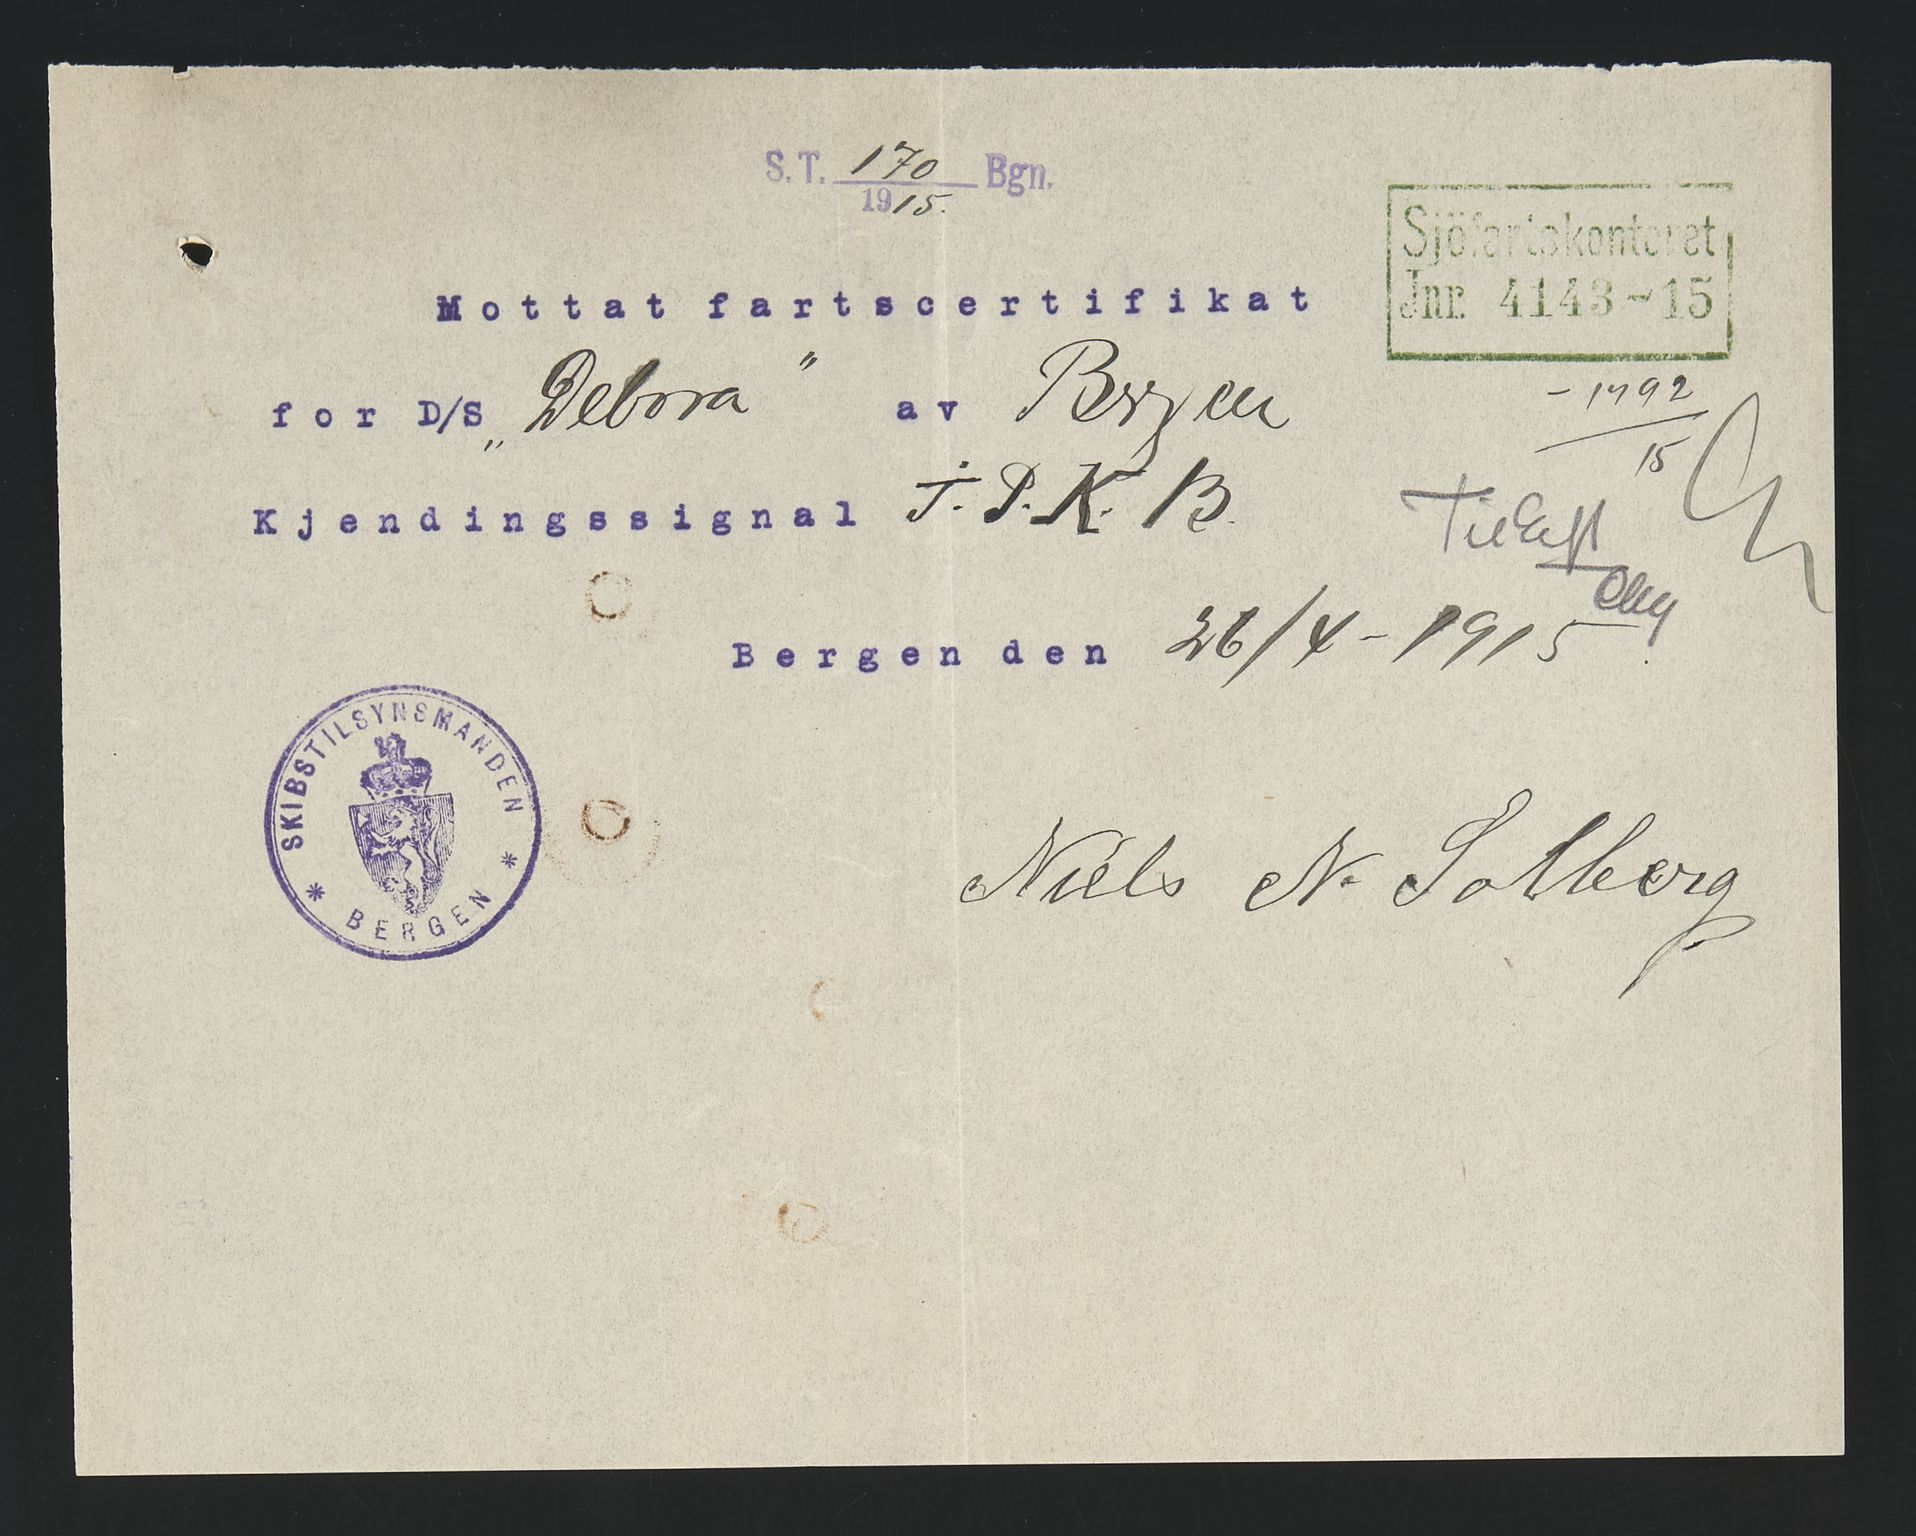 S.T. 170 Bgn.
1915.
Sjöfartskontoret
Jnr. 4143-15
Mottat fartscertifikat
for D/S „Debora" av Bergen
- 1792
15
Kjendingssignal J. P. K. B.
Bergen den 26/4-1915.
SKIBSTILSYNSMANDEN
* BERGEN *
Niels N. Solberg